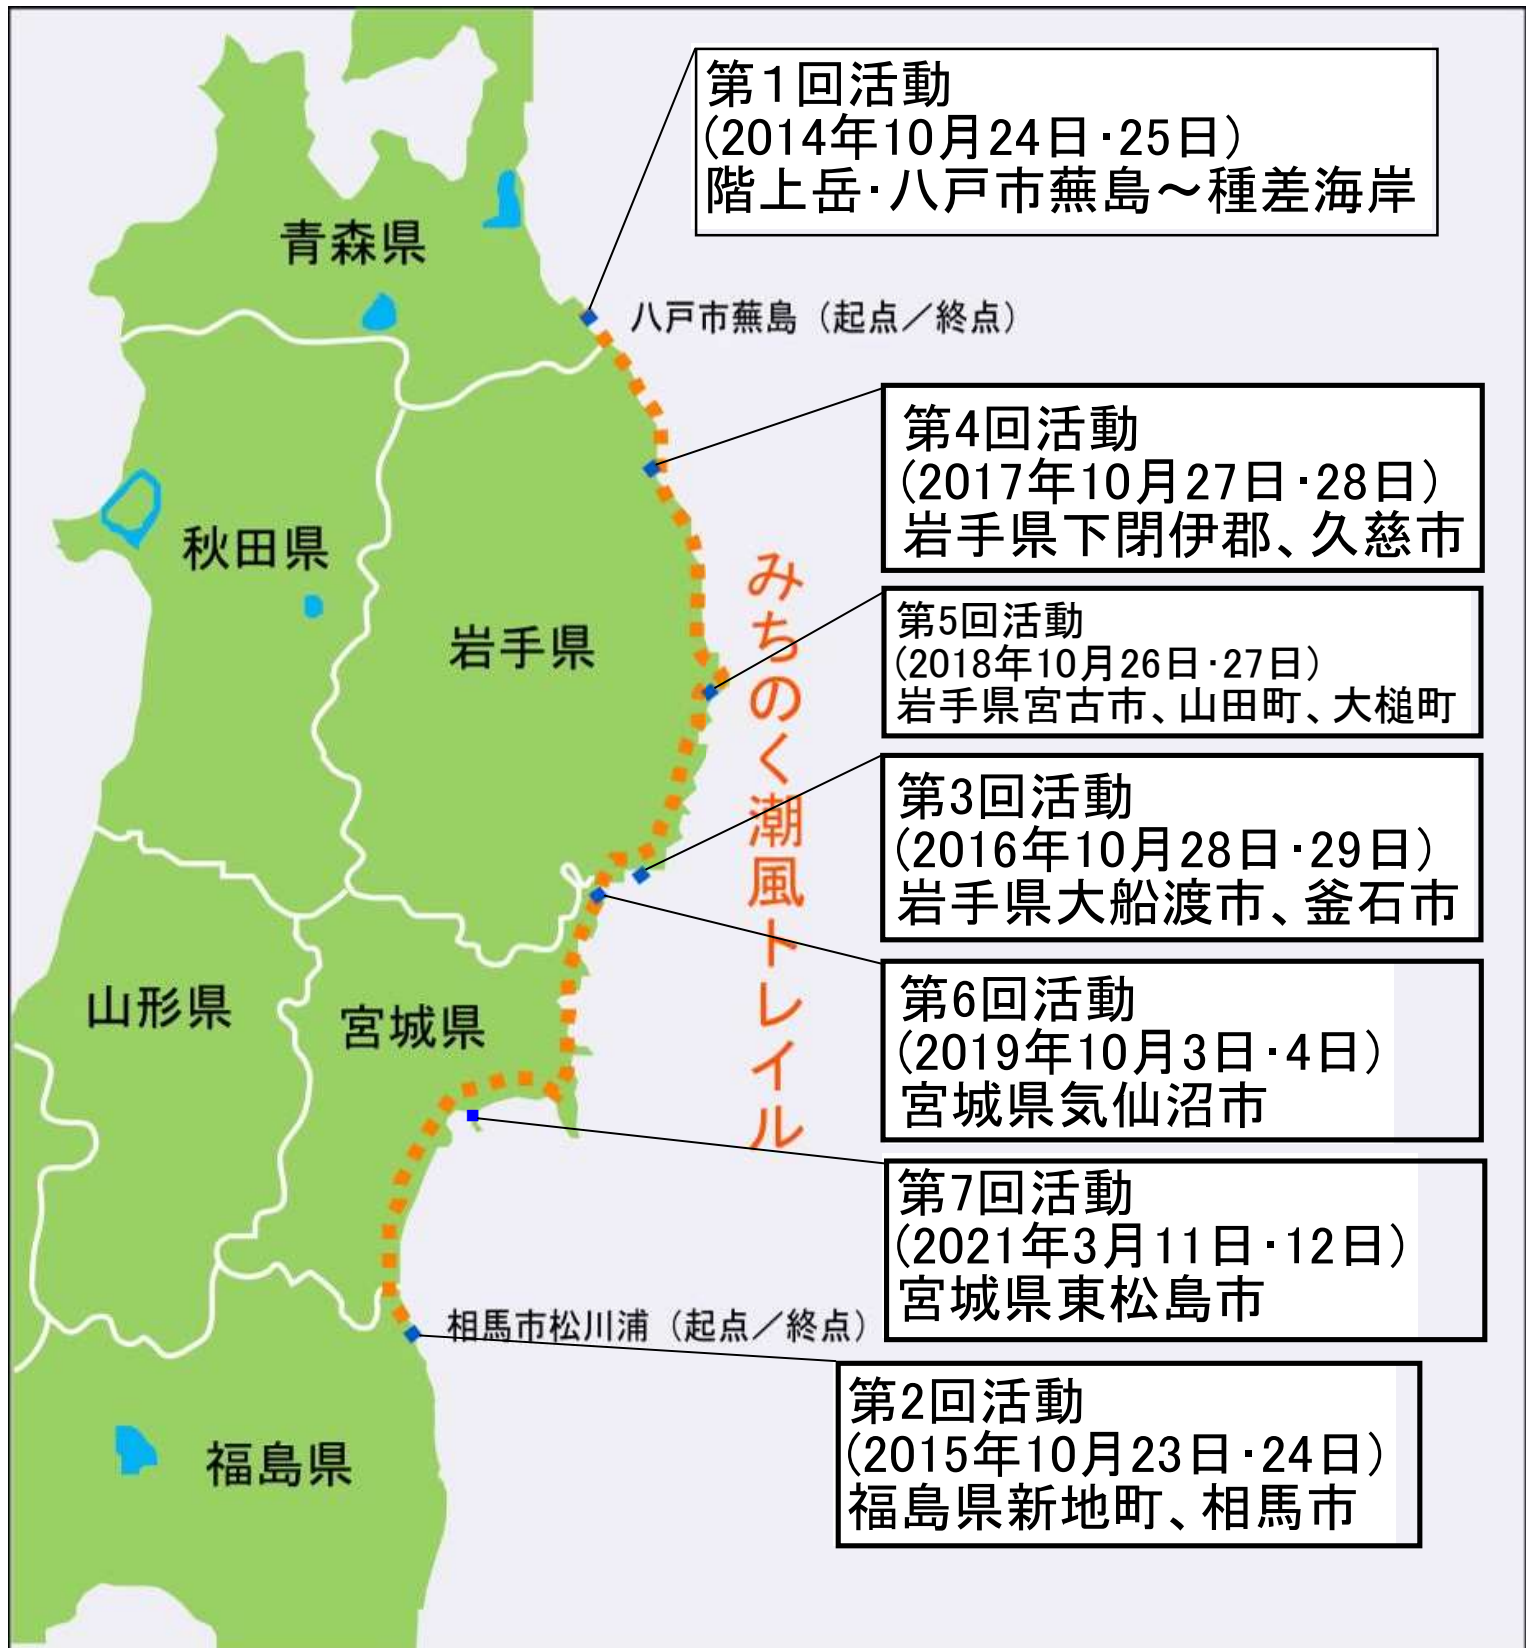 第1回活動
(2014年10月24日・25日)
階上岳・八戸市蕪島～種差海岸
青森県
八戸市蕪島（起点／終点）
第4回活動
(2017年10月27日・28日)
岩手県下閉伊郡、久慈市
秋田県
岩手県
みちのく潮風トレイル
第5回活動
(2018年10月26日・27日)
岩手県宮古市、山田町、大槌町
第3回活動
(2016年10月28日・29日)
岩手県大船渡市、釜石市
山形県
宮城県
第6回活動
(2019年10月3日・4日)
宮城県気仙沼市
第7回活動
(2021年3月11日・12日)
宮城県東松島市
相馬市松川浦（起点／終点）
第2回活動
(2015年10月23日・24日)
福島県新地町、相馬市
福島県